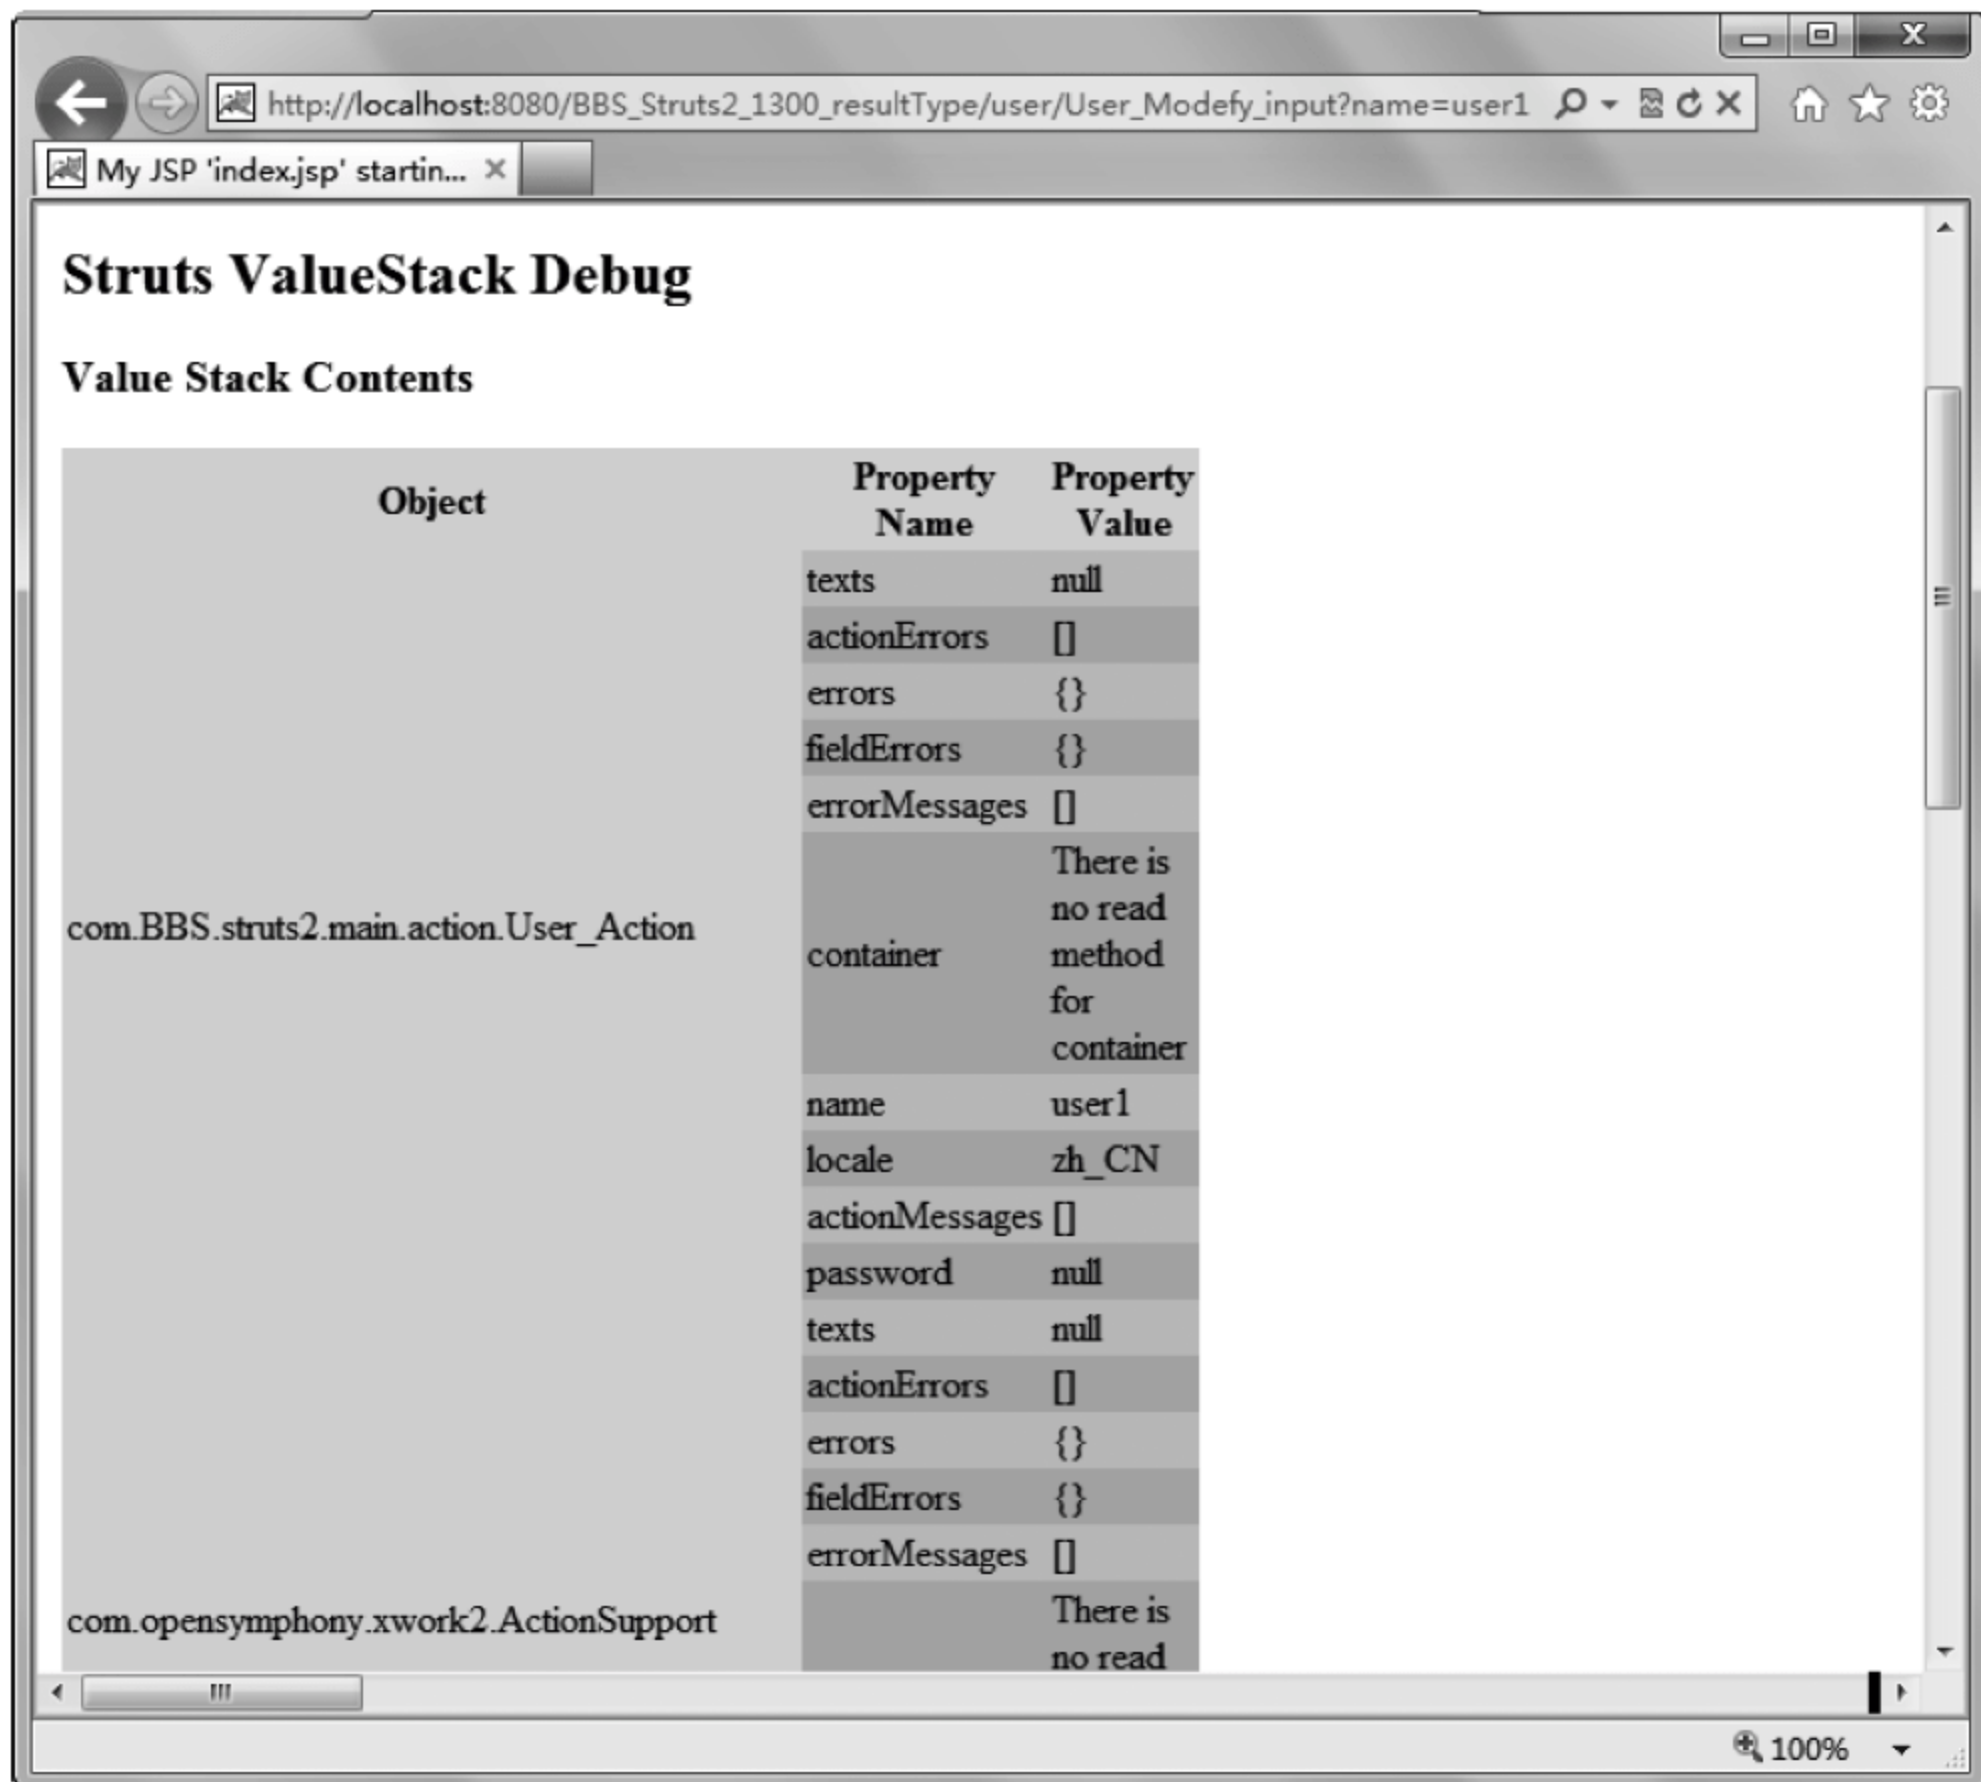 http://localhost:8080/BBS_Struts2_1300_resultType/user/User_Modefy_input?name=user1
My JSP 'index.jsp' startin...
Struts ValueStack Debug
Value Stack Contents
Object Property Name Property Value
texts null
actionErrors []
errors {}
fieldErrors {}
errorMessages []
com.BBS.struts2.main.action.User_Action
container There is no read method for container
name user1
locale zh_CN
actionMessages []
password null
texts null
actionErrors []
errors {}
fieldErrors {}
errorMessages []
com.opensymphony.xwork2.ActionSupport
There is
no read
100%